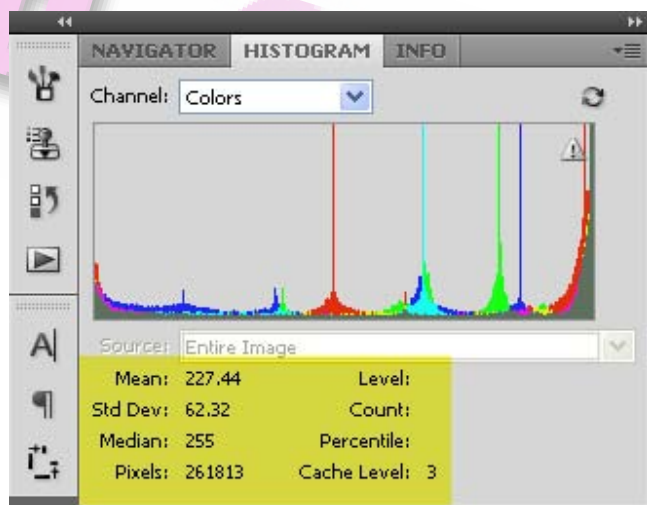 NAVIGATOR HISTOGRAM INFO
Channel: Colors
Source: Entire Image
Mean: 227.44 Level:
Std Dev: 62.32 Count:
Median: 255 Percentile:
Pixels: 261813 Cache Level: 3